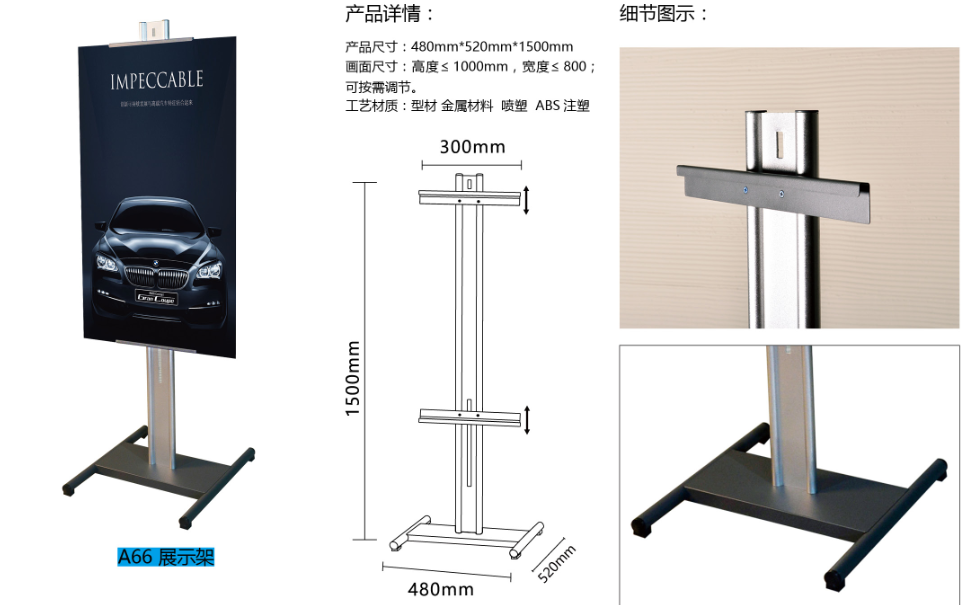 IMPECCABLE
Gran Coupe
A66 展示架
产品详情：
产品尺寸：480mm*520mm*1500mm
画面尺寸：高度≤1000mm，宽度≤800；
可按需调节。
工艺材质：型材 金属材料 喷塑 ABS 注塑
300mm
1500mm
480mm
520mm
细节图示：